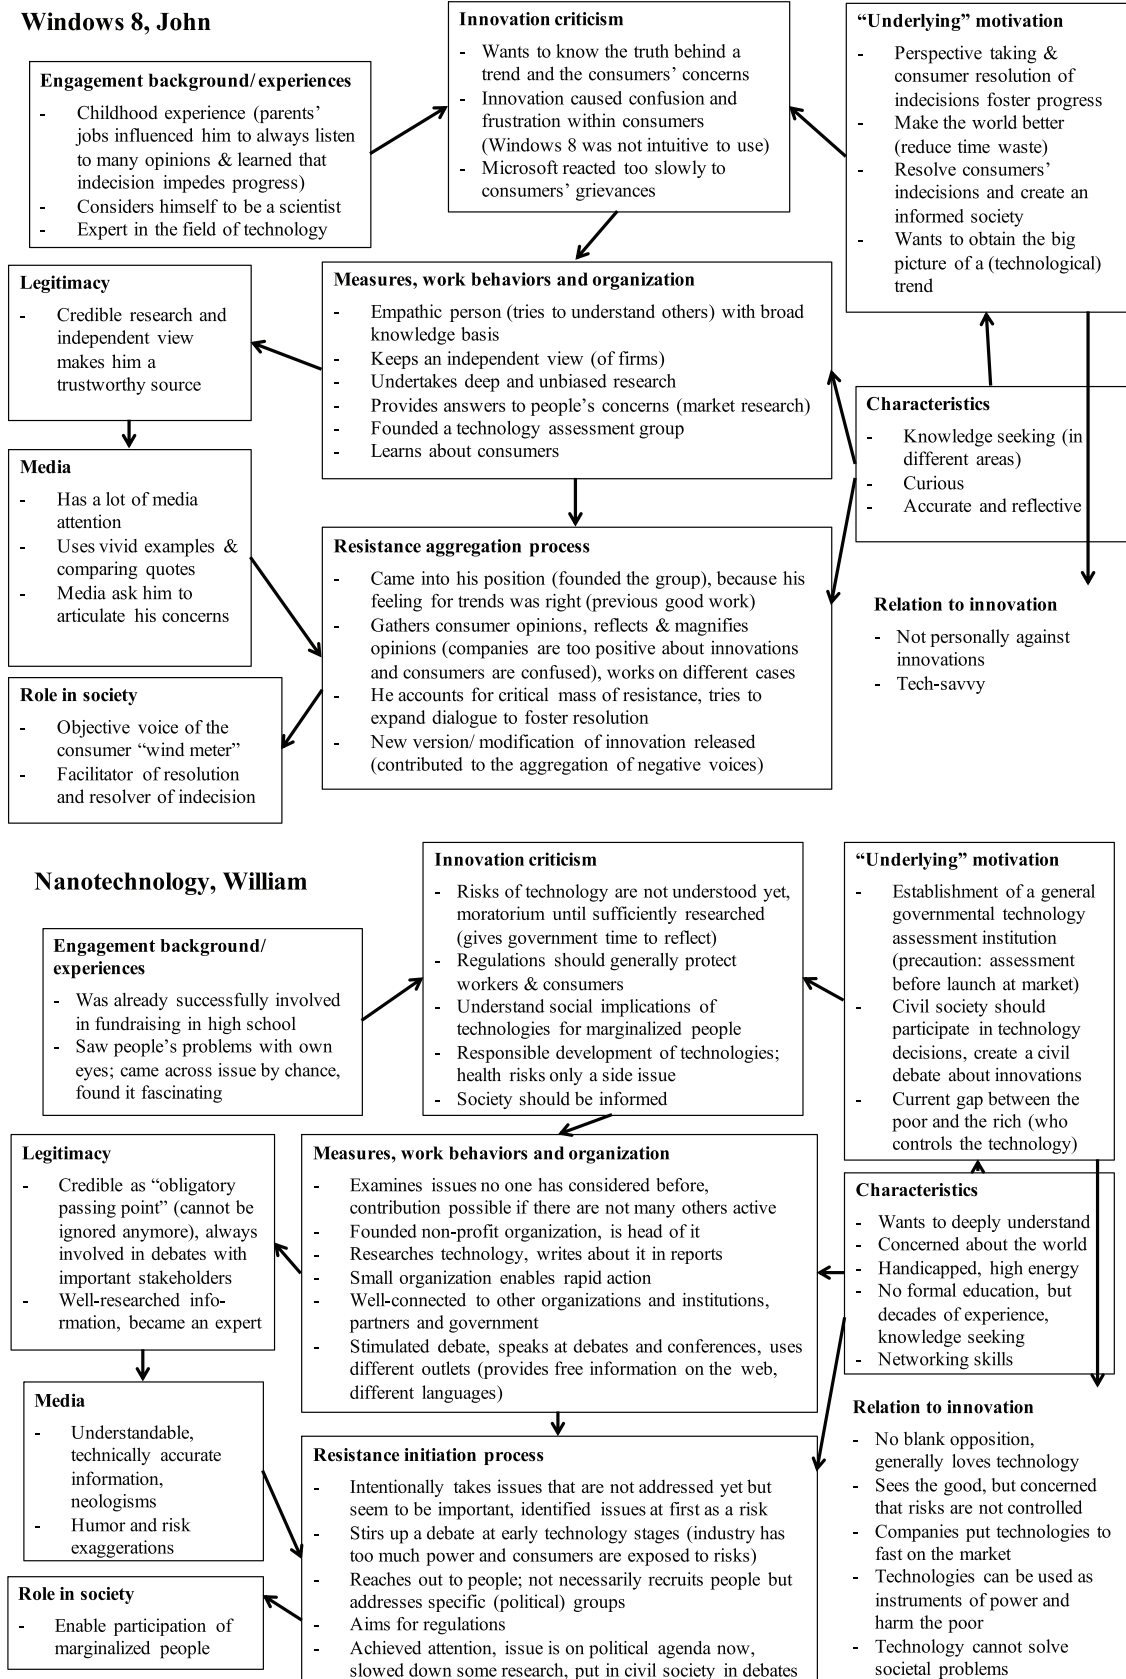 Windows 8, John
Engagement background/ experiences
- Childhood experience (parents’
jobs influenced him to always listen
to many opinions & learned that
indecision impedes progress)
- Considers himself to be a scientist
- Expert in the field of technology
Innovation criticism
- Wants to know the truth behind a
trend and the consumers’ concerns
- Innovation caused confusion and
frustration within consumers
(Windows 8 was not intuitive to use)
- Microsoft reacted too slowly to
consumers’ grievances
“Underlying” motivation
- Perspective taking &
consumer resolution of
indecisions foster progress
- Make the world better
(reduce time waste)
- Resolve consumers’
indecisions and create an
informed society
- Wants to obtain the big
picture of a (technological)
trend
Legitimacy
- Credible research and
independent view
makes him a
trustworthy source
Measures, work behaviors and organization
- Empathic person (tries to understand others) with broad
knowledge basis
- Keeps an independent view (of firms)
- Undertakes deep and unbiased research
- Provides answers to people’s concerns (market research)
- Founded a technology assessment group
- Learns about consumers
Characteristics
- Knowledge seeking (in
different areas)
- Curious
- Accurate and reflective
Media
- Has a lot of media
attention
- Uses vivid examples &
comparing quotes
- Media ask him to
articulate his concerns
Resistance aggregation process
- Came into his position (founded the group), because his
feeling for trends was right (previous good work)
- Gathers consumer opinions, reflects & magnifies
opinions (companies are too positive about innovations
and consumers are confused), works on different cases
- He accounts for critical mass of resistance, tries to
expand dialogue to foster resolution
- New version/ modification of innovation released
(contributed to the aggregation of negative voices)
Relation to innovation
- Not personally against
innovations
- Tech-savvy
Role in society
- Objective voice of the
consumer “wind meter”
- Facilitator of resolution
and resolver of indecision
Nanotechnology, William
Engagement background/
experiences
- Was already successfully involved
in fundraising in high school
- Saw people’s problems with own
eyes; came across issue by chance,
found it fascinating
Innovation criticism
- Risks of technology are not understood yet,
moratorium until sufficiently researched
(gives government time to reflect)
- Regulations should generally protect
workers & consumers
- Understand social implications of
technologies for marginalized people
- Responsible development of technologies;
health risks only a side issue
- Society should be informed
“Underlying” motivation
- Establishment of a general
governmental technology
assessment institution
(precaution: assessment
before launch at market)
- Civil society should
participate in technology
decisions, create a civil
debate about innovations
- Current gap between the
poor and the rich (who
controls the technology)
Legitimacy
- Credible as “obligatory
passing point” (cannot be
ignored anymore), always
involved in debates with
important stakeholders
- Well-researched info-
rmation, became an expert
Measures, work behaviors and organization
- Examines issues no one has considered before,
contribution possible if there are not many others active
- Founded non-profit organization, is head of it
- Researches technology, writes about it in reports
- Small organization enables rapid action
- Well-connected to other organizations and institutions,
partners and government
- Stimulated debate, speaks at debates and conferences, uses
different outlets (provides free information on the web,
different languages)
Characteristics
- Wants to deeply understand
- Concerned about the world
- Handicapped, high energy
- No formal education, but
decades of experience,
knowledge seeking
- Networking skills
Media
- Understandable,
technically accurate
information,
neologisms
- Humor and risk
exaggerations
Resistance initiation process
- Intentionally takes issues that are not addressed yet but
seem to be important, identified issues at first as a risk
- Stirs up a debate at early technology stages (industry has
too much power and consumers are exposed to risks)
- Reaches out to people; not necessarily recruits people but
addresses specific (political) groups
- Aims for regulations
- Achieved attention, issue is on political agenda now,
slowed down some research, put in civil society in debates
Relation to innovation
- No blank opposition,
generally loves technology
- Sees the good, but concerned
that risks are not controlled
- Companies put technologies to
fast on the market
- Technologies can be used as
instruments of power and
harm the poor
- Technology cannot solve
societal problems
Role in society
- Enable participation of
marginalized people